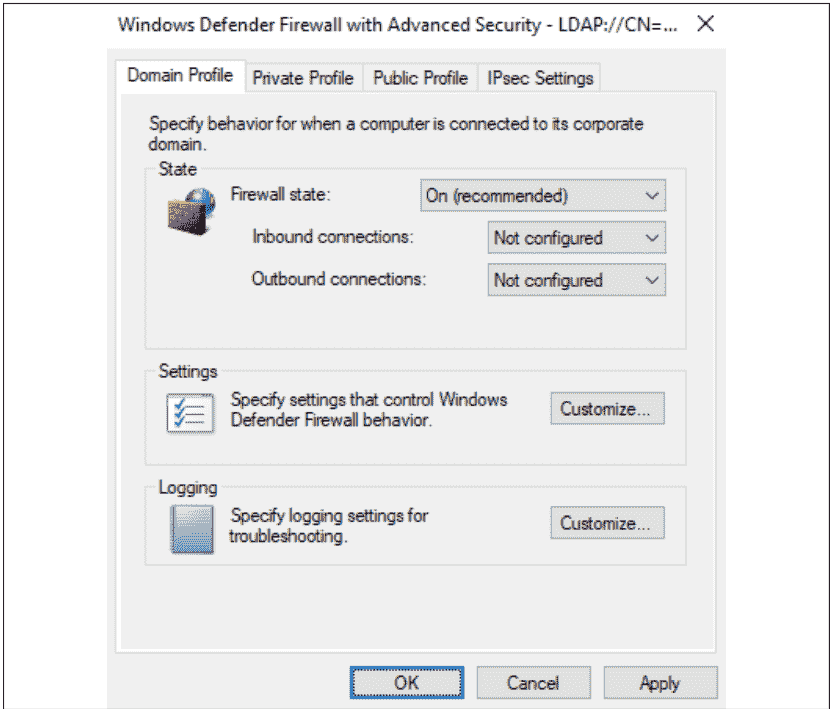 Windows Defender Firewall with Advanced Security - LDAP://CN=...
Domain Profile Private Profile Public Profile IPsec Settings
Specify behavior for when a computer is connected to its corporate
domain.
State
Firewall state: On (recommended)
Inbound connections: Not configured
Outbound connections: Not configured
Settings
Specify settings that control Windows
Defender Firewall behavior.
Customize...
Logging
Specify logging settings for
troubleshooting.
Customize...
OK Cancel Apply